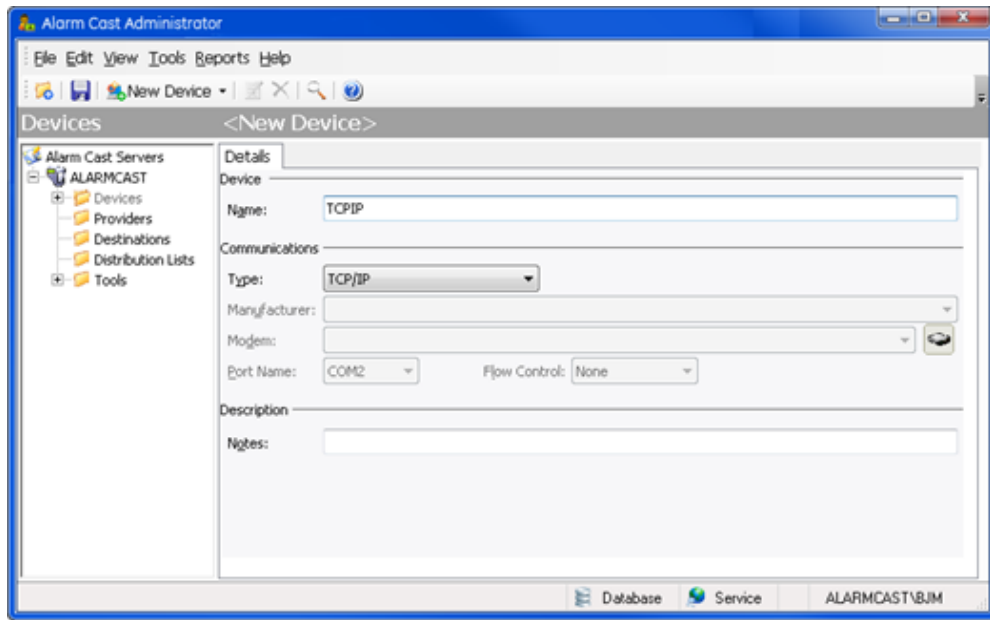 Alarm Cast Administrator
File Edit View Tools Reports Help
New Device
Devices <New Device>
Alarm Cast Servers
ALARMCAST
Devices
Providers
Destinations
Distribution Lists
Tools
Details
Device
Name: TCPIP
Communications
Type: TCP/IP
Manufacturer:
Modem:
Port Name: COM2 Flow Control: None
Description
Notes:
Database Service ALARMCAST\BJM